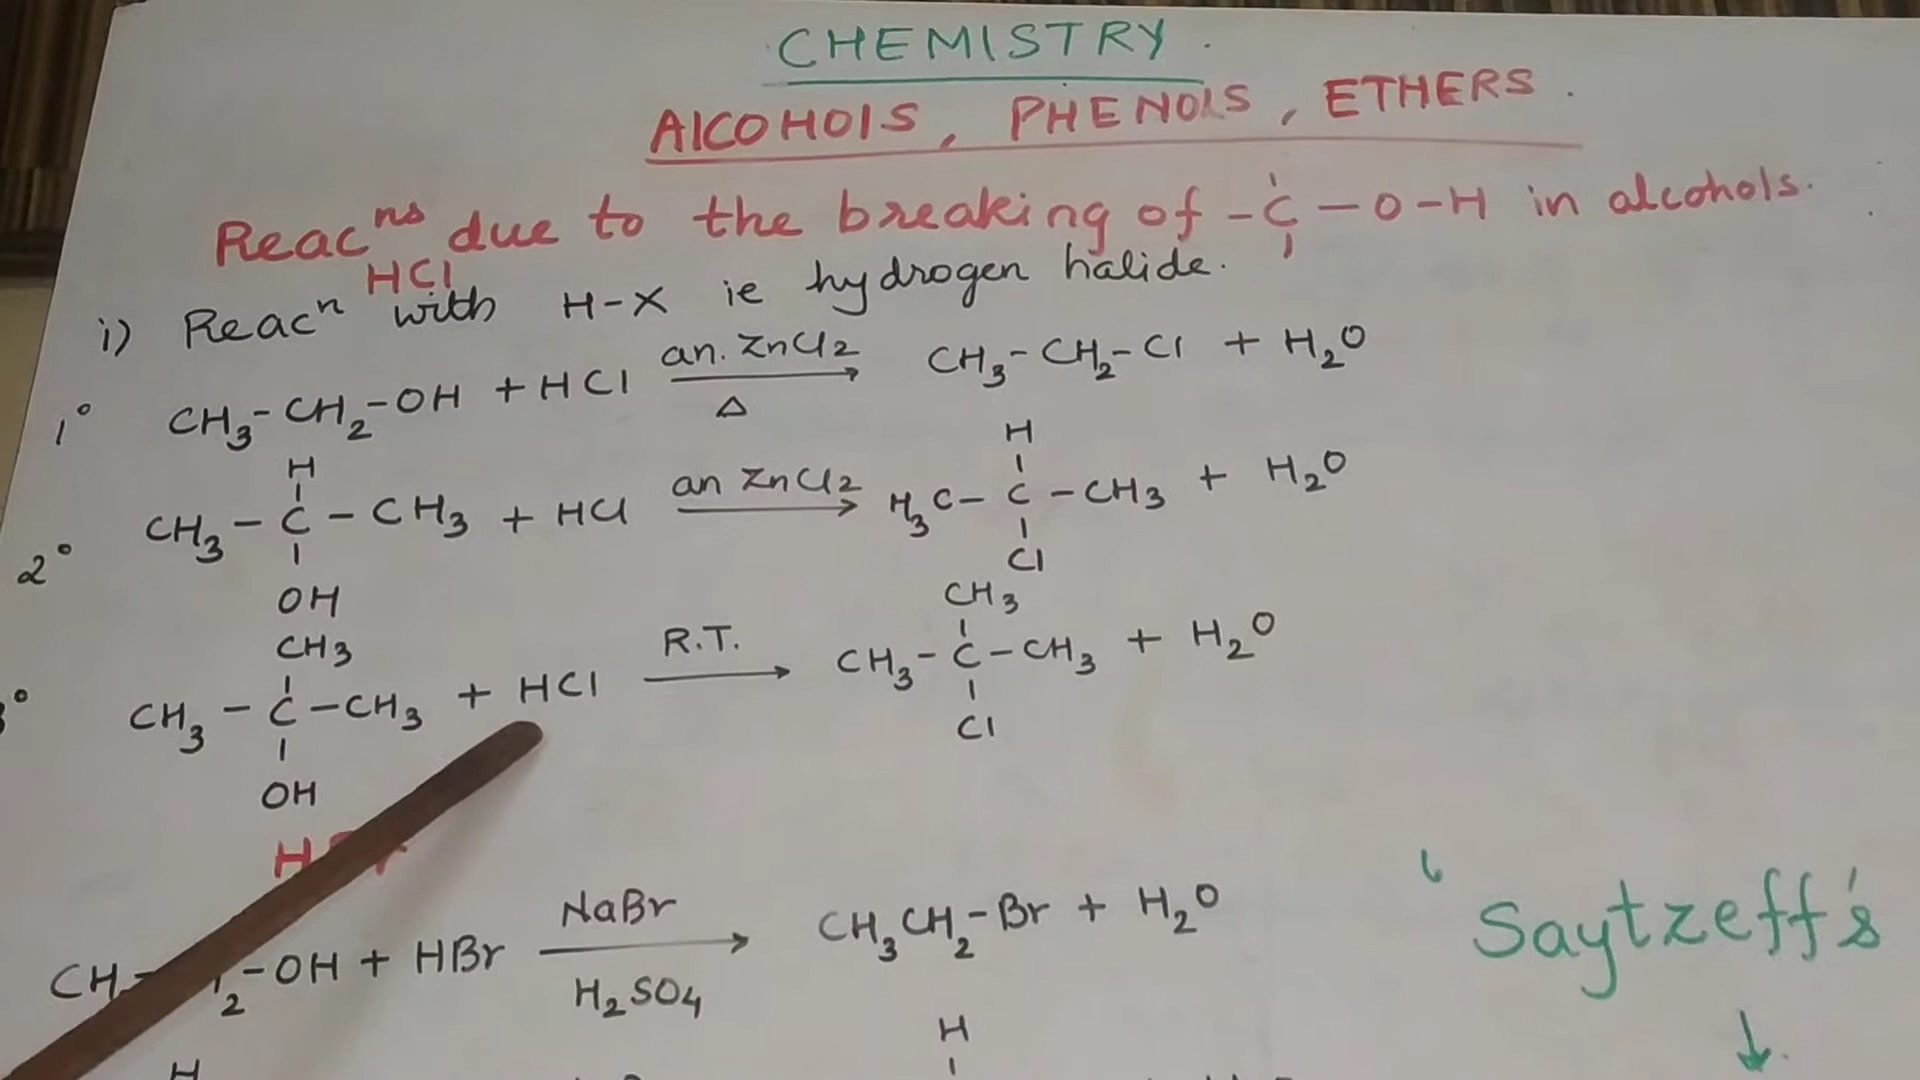 CHEMISTRY.
AlCOHOlS, PHENOlS, ETHERS.
Reacⁿˢ due to the breaking of -C-O-H in alcohols.
HCl
i) Reacⁿ with H-X ie hydrogen halide.
1° CH₃-CH₂-OH + HCl an. ZnCl₂ Δ → CH₃-CH₂-Cl + H₂O
H H
2° CH₃-C-CH₃ + HCl an ZnCl₂ → H₃C-C-CH₃ + H₂O
OH Cl
CH₃ CH₃
3° CH₃-C-CH₃ + HCl R.T. → CH₃-C-CH₃ + H₂O
OH Cl
₂-OH + HBr NaBr H₂SO₄ → CH₃CH₂-Br + H₂O
Saytzeff's
↓
H H